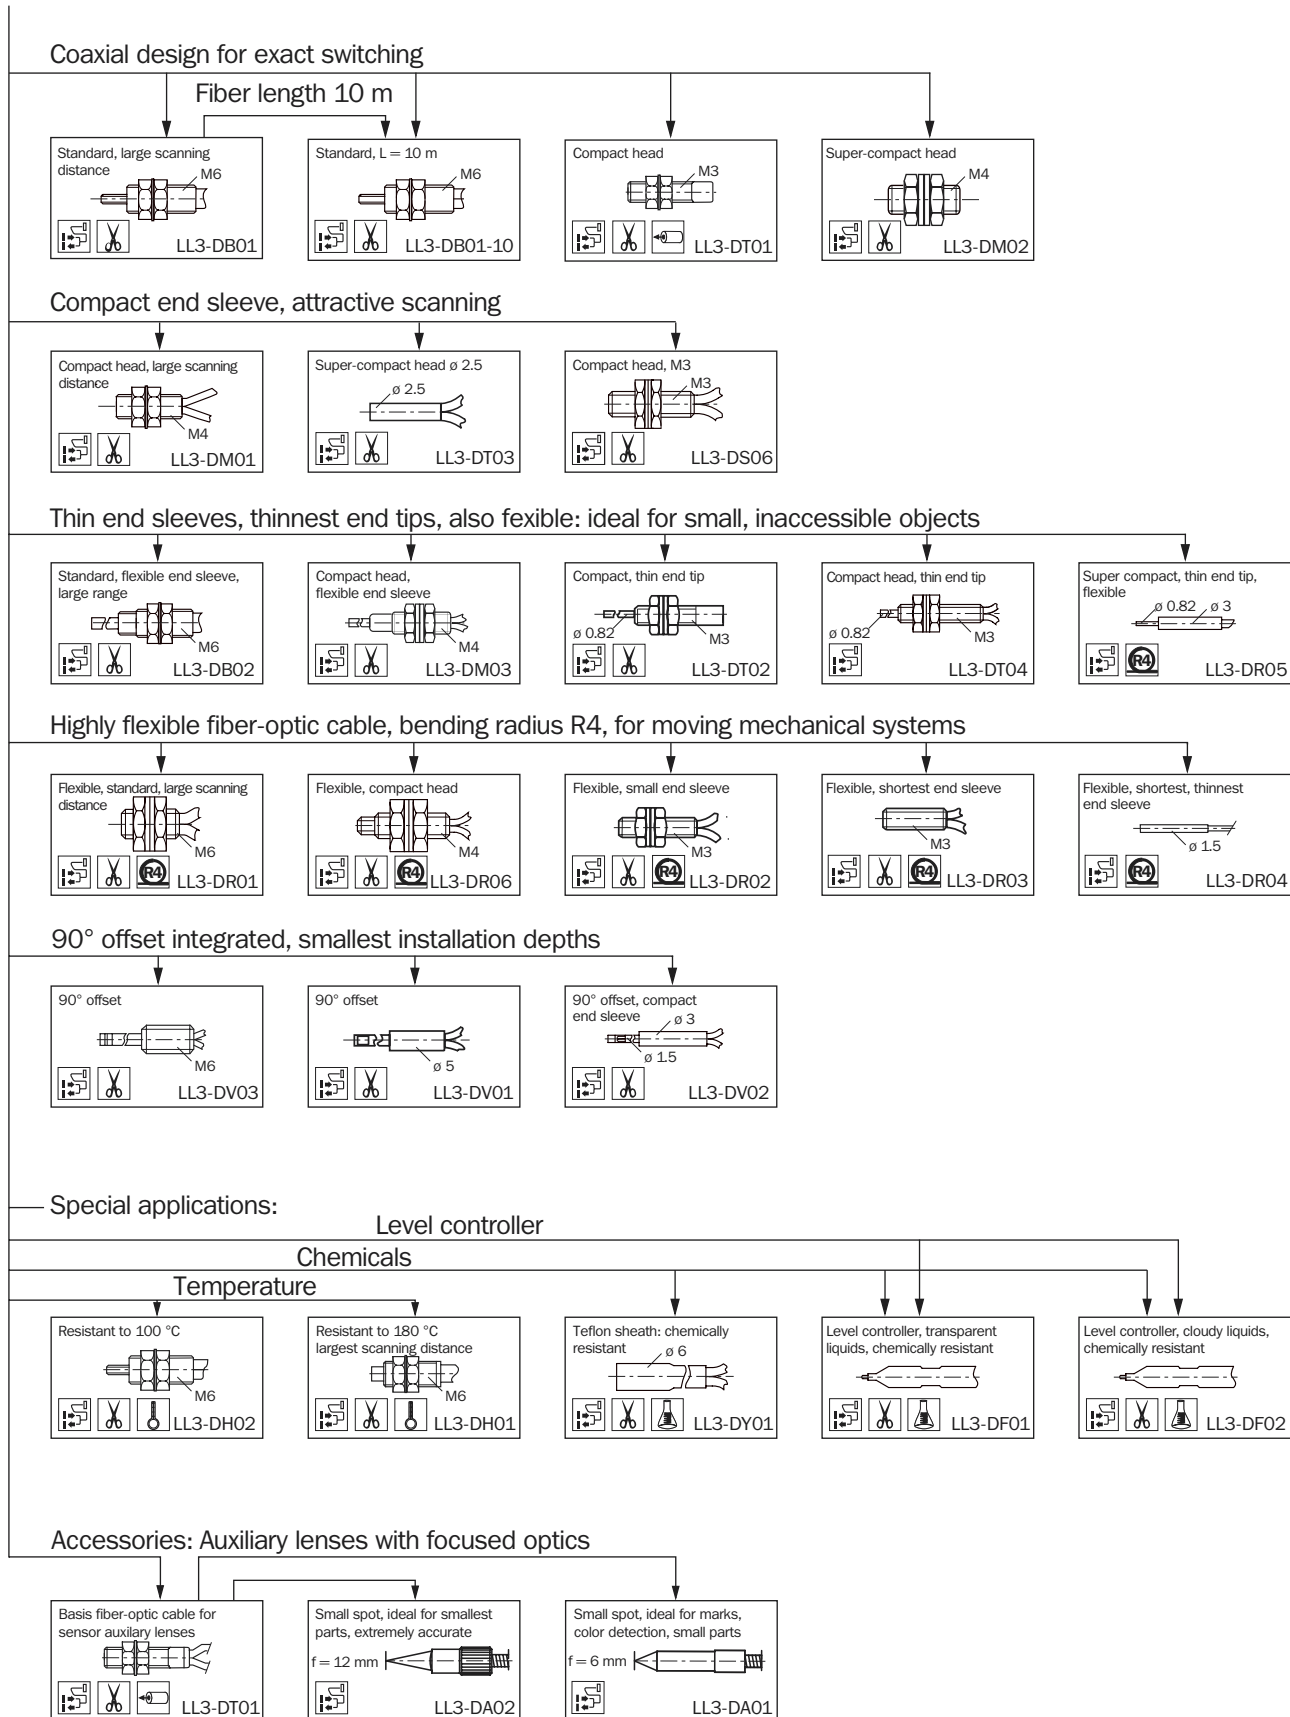 Coaxial design for exact switching
Fiber length 10 m
Standard, large scanning
distance
M6
LL3-DB01
Standard, L = 10 m
M6
LL3-DB01-10
Compact head
M3
LL3-DT01
Super-compact head
M4
LL3-DM02
Compact end sleeve, attractive scanning
Compact head, large scanning
distance
M4
LL3-DM01
Super-compact head ø 2.5
ø 2.5
LL3-DT03
Compact head, M3
M3
LL3-DS06
Thin end sleeves, thinnest end tips, also fexible: ideal for small, inaccessible objects
Standard, flexible end sleeve,
large range
M6
LL3-DB02
Compact head,
flexible end sleeve
M4
LL3-DM03
Compact, thin end tip
ø 0.82
M3
LL3-DT02
Compact head, thin end tip
ø 0.82
M3
LL3-DT04
Super compact, thin end tip,
flexible
ø 0.82 ø 3
R4
LL3-DR05
Highly flexible fiber-optic cable, bending radius R4, for moving mechanical systems
Flexible, standard, large scanning
distance
M6
R4
LL3-DR01
Flexible, compact head
M4
R4
LL3-DR06
Flexible, small end sleeve
M3
R4
LL3-DR02
Flexible, shortest end sleeve
M3
R4
LL3-DR03
Flexible, shortest, thinnest
end sleeve
ø 1.5
R4
LL3-DR04
90° offset integrated, smallest installation depths
90° offset
M6
LL3-DV03
90° offset
ø 5
LL3-DV01
90° offset, compact
end sleeve
ø 3
ø 1.5
LL3-DV02
Special applications:
Level controller
Chemicals
Temperature
Resistant to 100 °C
M6
LL3-DH02
Resistant to 180 °C
largest scanning distance
M6
LL3-DH01
Teflon sheath: chemically
resistant
ø 6
LL3-DY01
Level controller, transparent
liquids, chemically resistant
LL3-DF01
Level controller, cloudy liquids,
chemically resistant
LL3-DF02
Accessories: Auxiliary lenses with focused optics
Basis fiber-optic cable for
sensor auxilary lenses
LL3-DT01
Small spot, ideal for smallest
parts, extremely accurate
f = 12 mm
LL3-DA02
Small spot, ideal for marks,
color detection, small parts
f = 6 mm
LL3-DA01